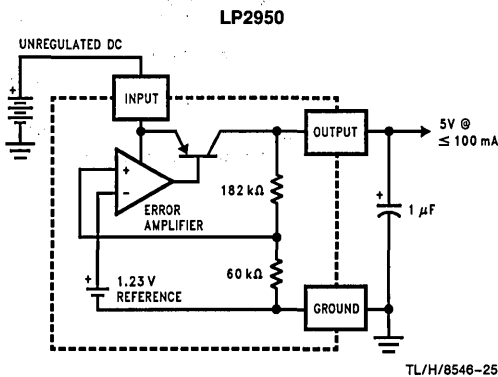 LP2950
UNREGULATED DC
+
INPUT
OUTPUT
5V @
≤ 100 mA
+
−
182 kΩ
ERROR
AMPLIFIER
+
1 μF
+
1.23 V
REFERENCE
60 kΩ
GROUND
TL/H/8546-25